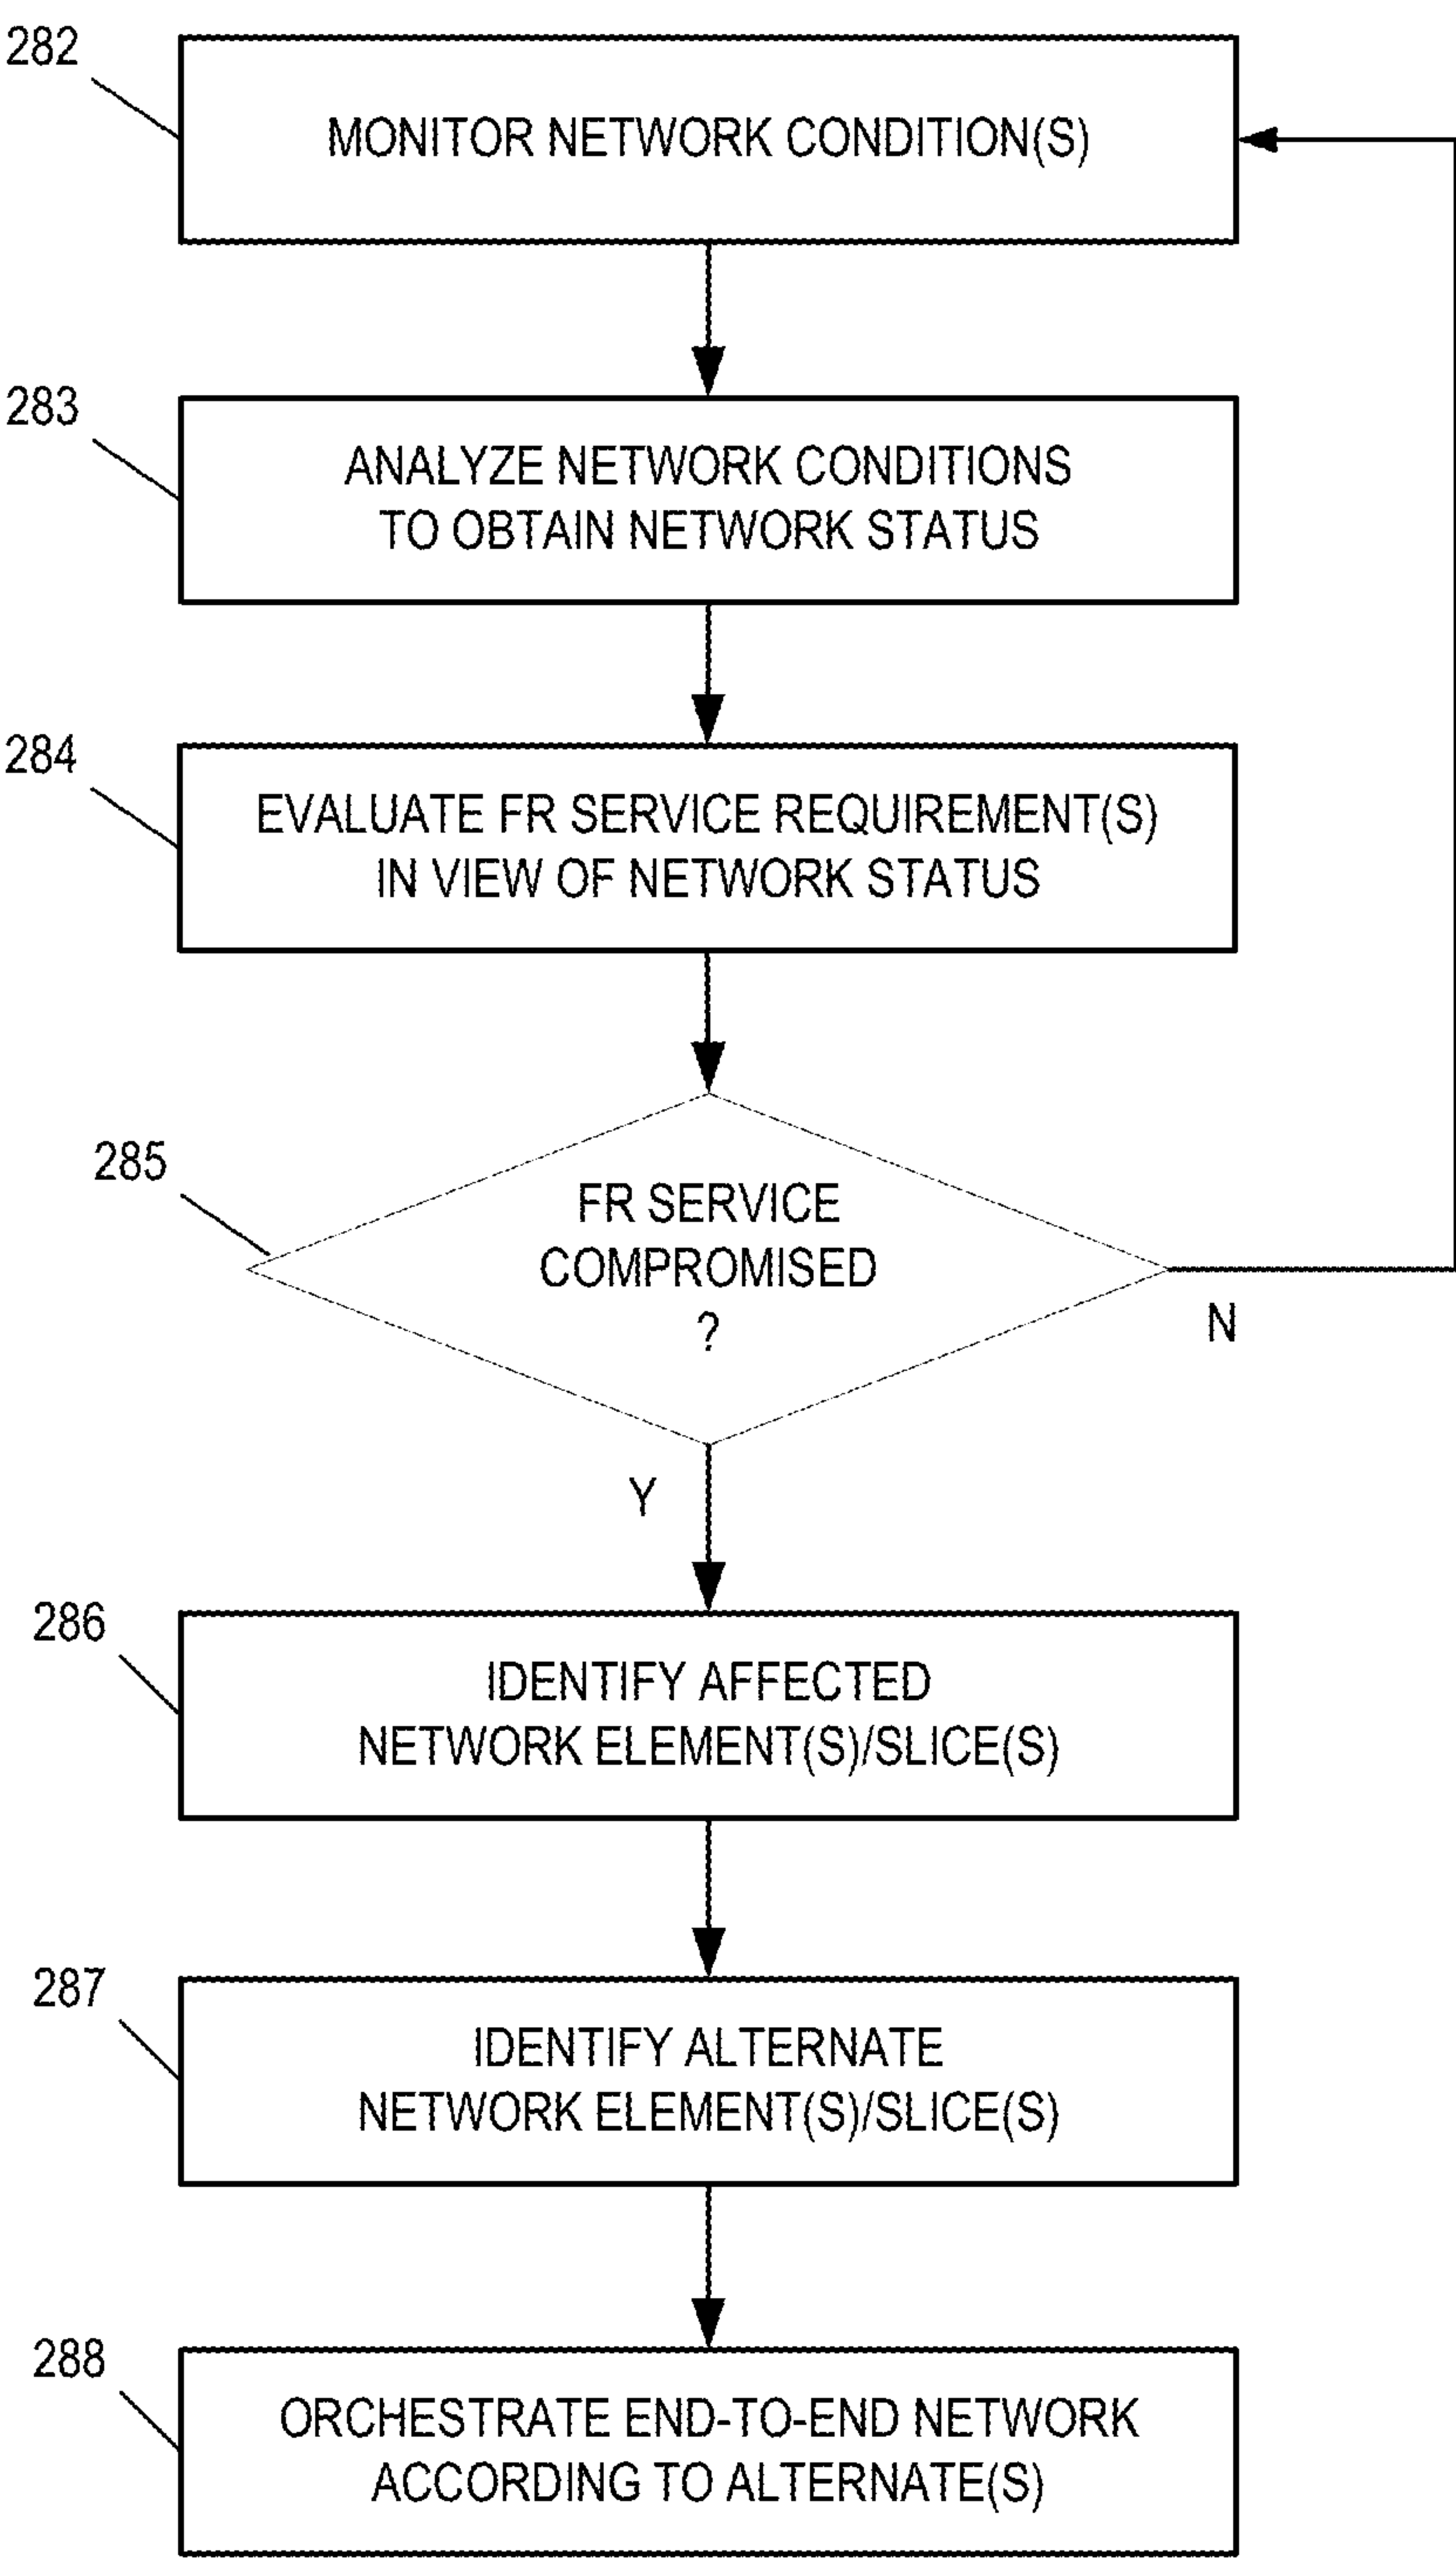 282
MONITOR NETWORK CONDITION(S)
283
ANALYZE NETWORK CONDITIONS
TO OBTAIN NETWORK STATUS
284
EVALUATE FR SERVICE REQUIREMENT(S)
IN VIEW OF NETWORK STATUS
285
FR SERVICE
COMPROMISED
?
N
Y
286
IDENTIFY AFFECTED
NETWORK ELEMENT(S)/SLICE(S)
287
IDENTIFY ALTERNATE
NETWORK ELEMENT(S)/SLICE(S)
288
ORCHESTRATE END-TO-END NETWORK
ACCORDING TO ALTERNATE(S)